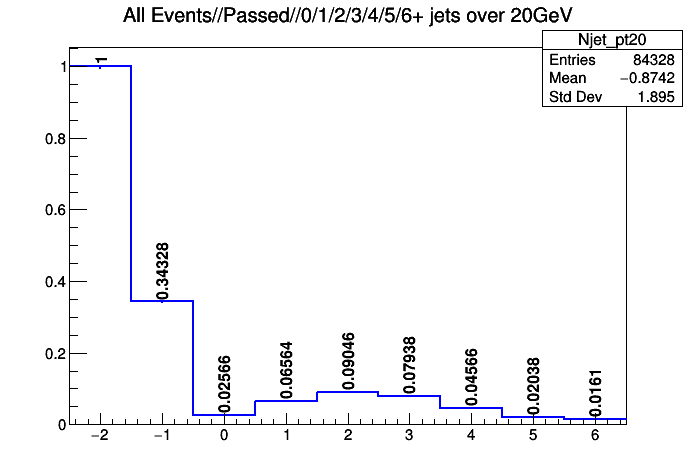 All Events//Passed//0/1/2/3/4/5/6+ jets over 20GeV
Njet_pt20
Entries 84328
Mean −0.8742
Std Dev 1.895
1
0.8
0.6
0.4
0.2
0
1
0.34328
0.02566
0.06564
0.09046
0.07938
0.04566
0.02038
0.0161
−2 −1 0 1 2 3 4 5 6